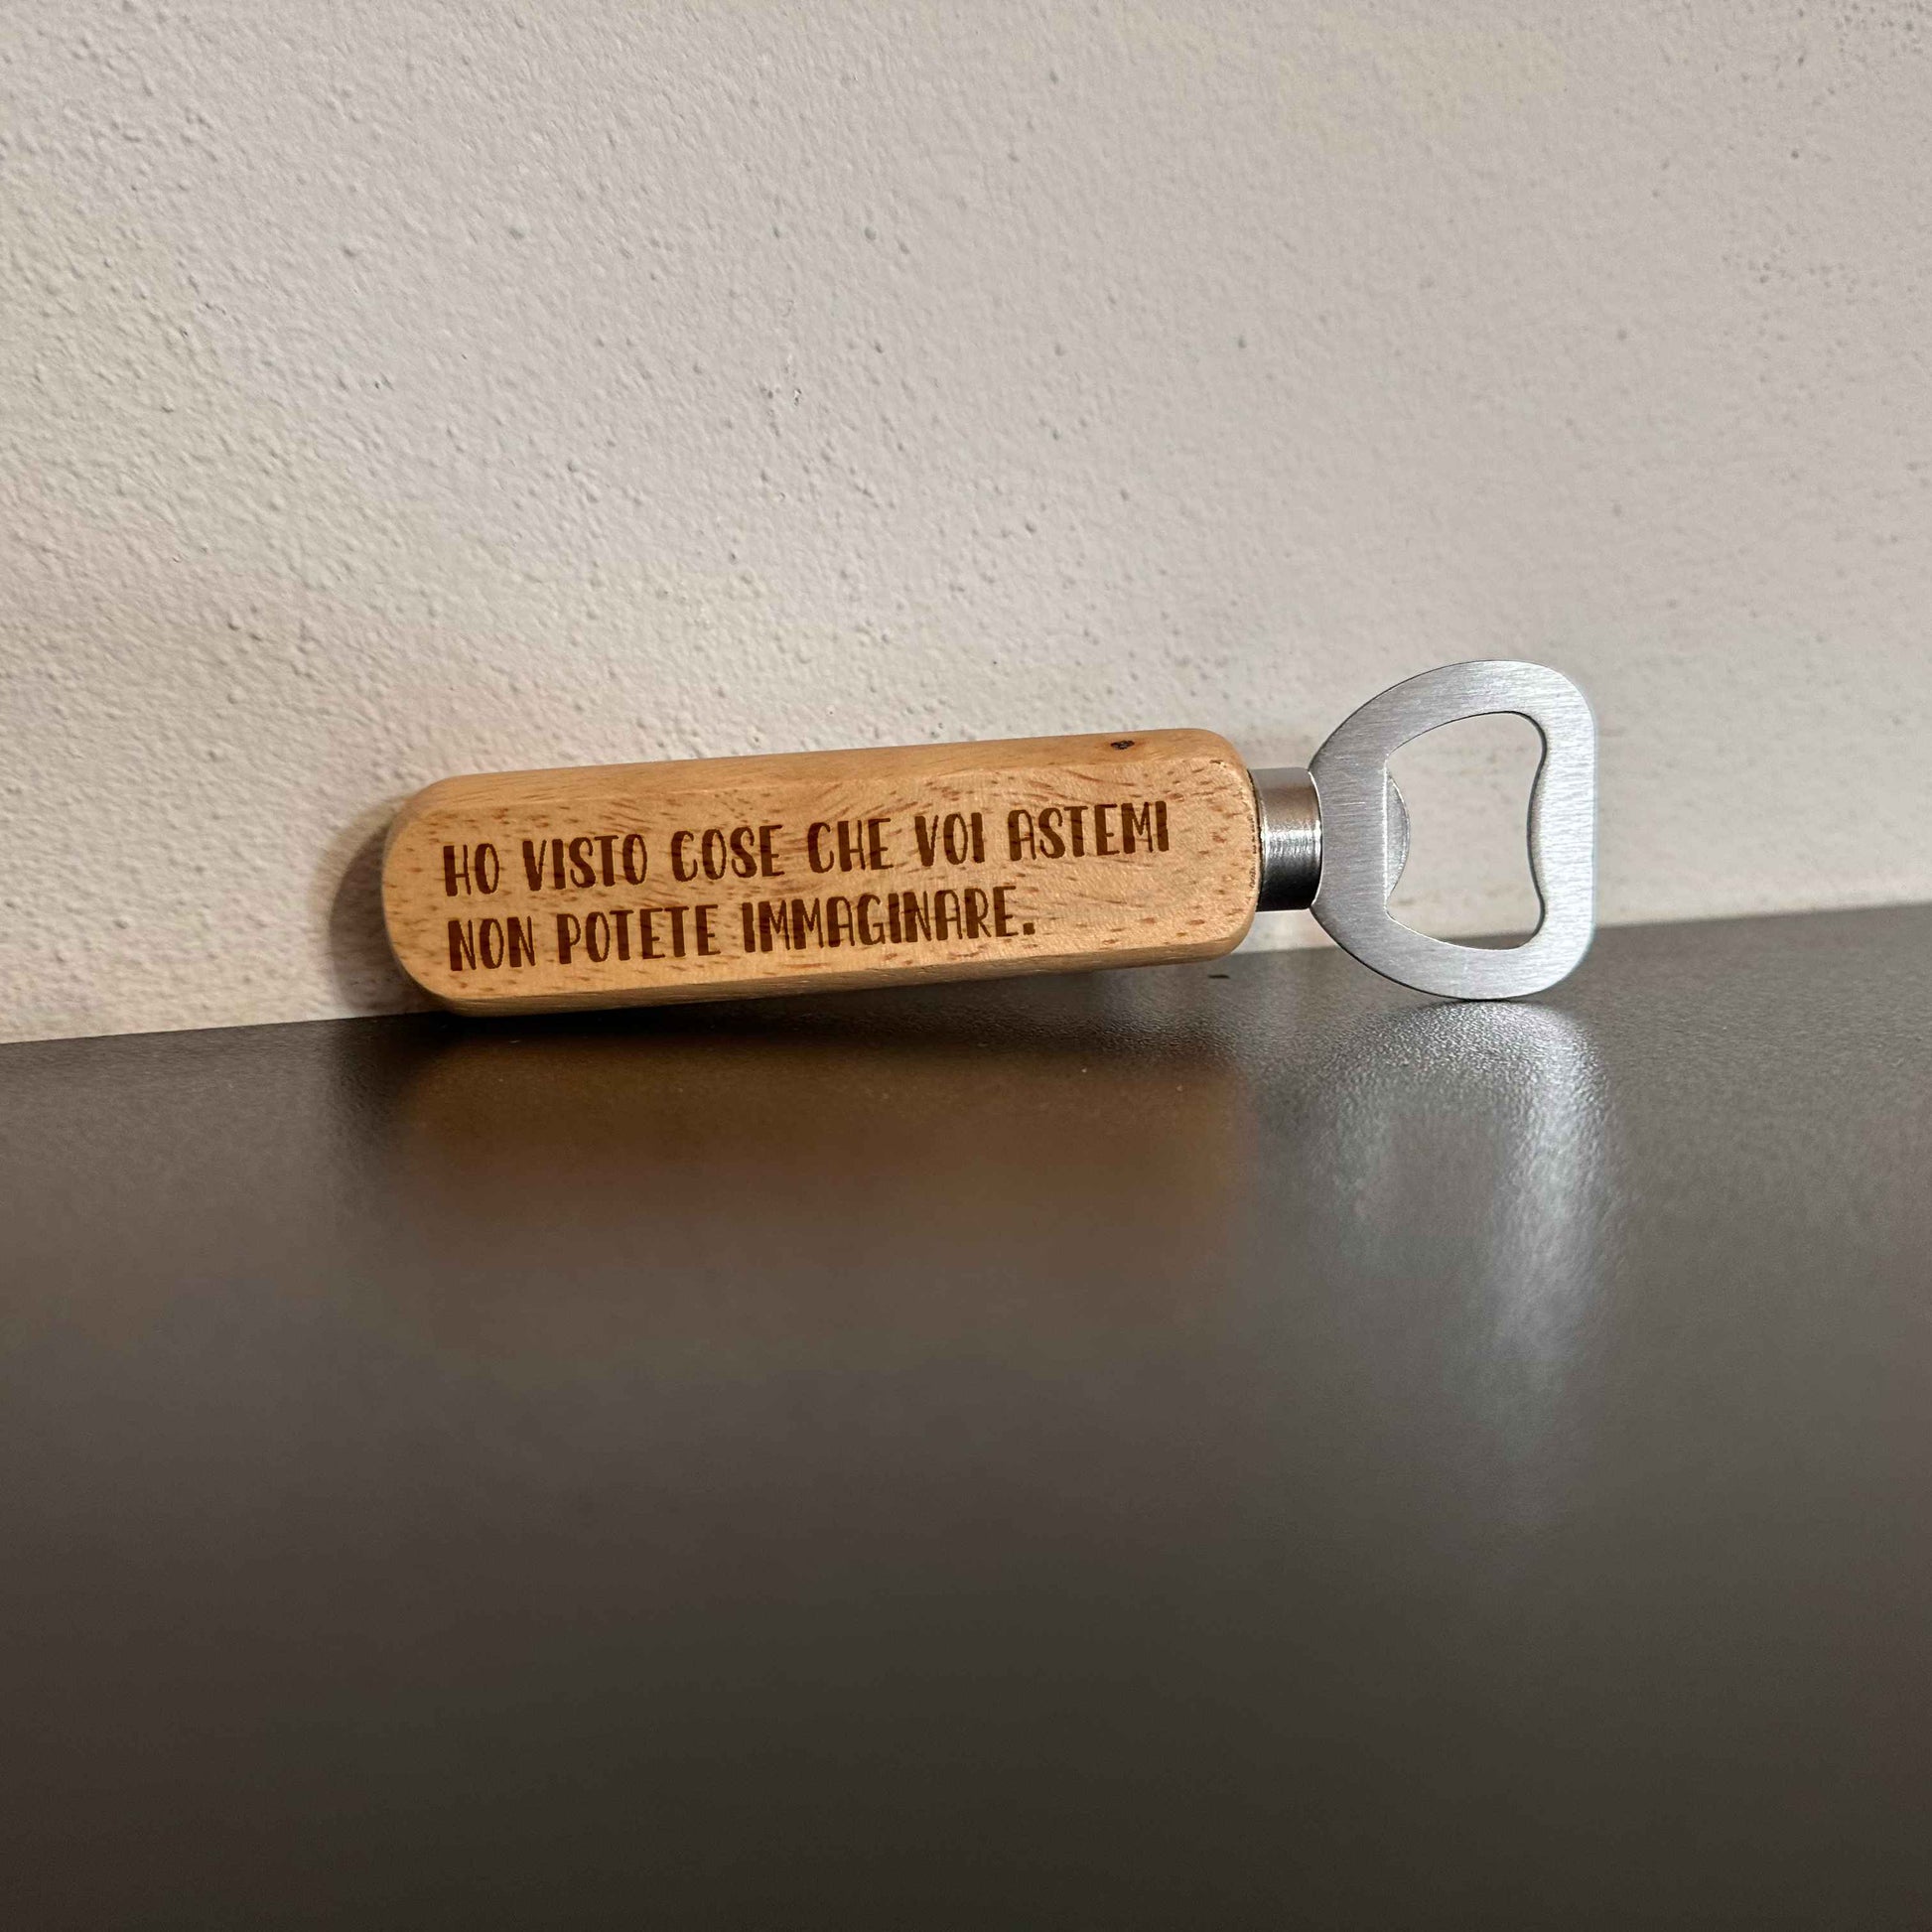 HO VISTO COSE CHE VOI ASTEMI
NON POTETE IMMAGINARE.